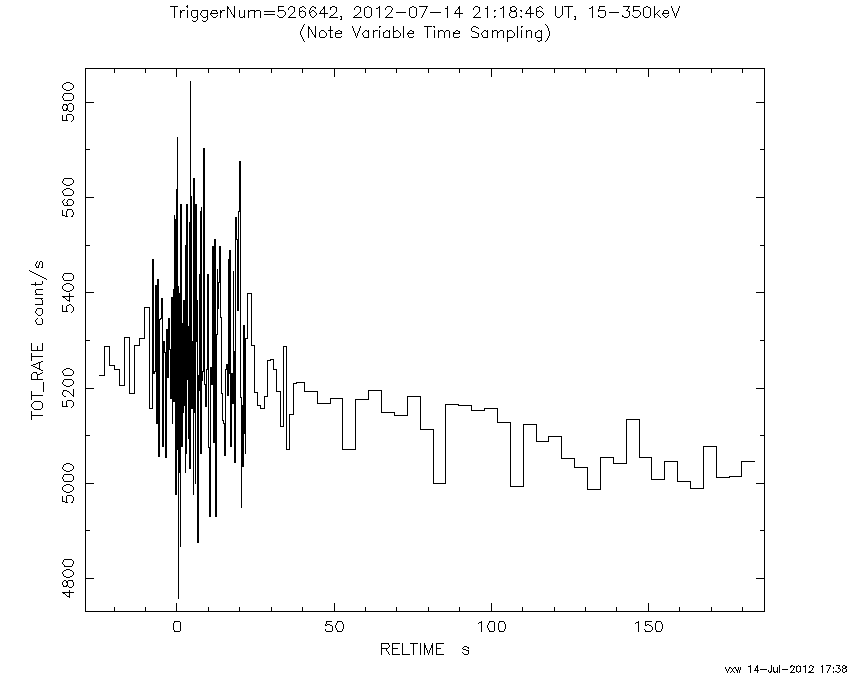 TriggerNum=526642, 2012-07-14 21:18:46 UT, 15-350keV
(Note Variable Time Sampling)
TOT_RATE count/s
5800
5600
5400
5200
5000
4800
0 50 100 150
RELTIME s
vxw 14-Jul-2012 17:38